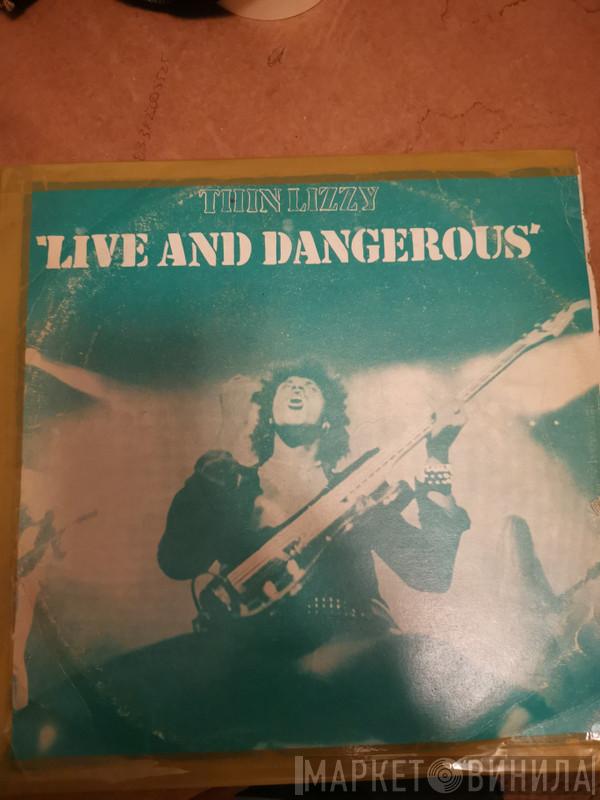 THIN LIZZY
'LIVE AND DANGEROUS'
МАРКЕТ ВИНИЛА